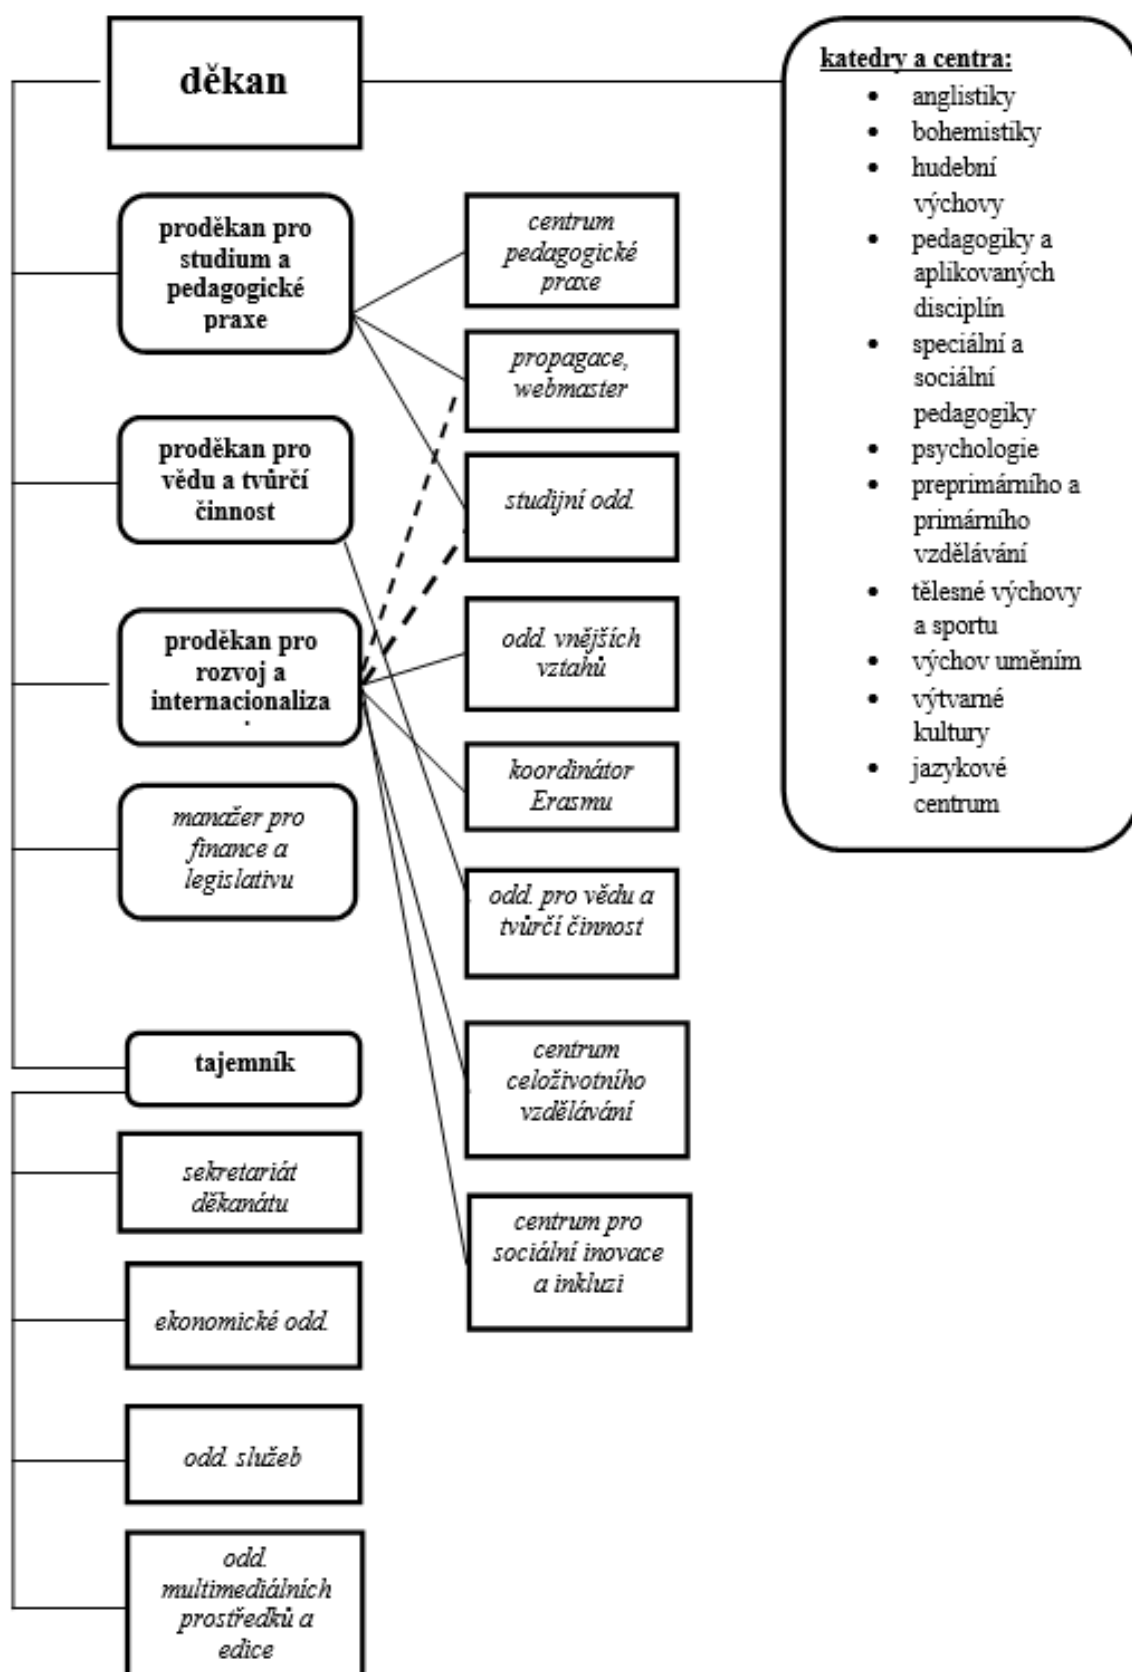 děkan
proděkan pro
studium a
pedagogické
praxe
proděkan pro
vědu a tvůrčí
činnost
proděkan pro
rozvoj a
internacionaliza
manažer pro
finance a
legislativu
tajemník
sekretariát
děkanátu
ekonomické odd.
odd. služeb
odd.
multimediálních
prostředků a
edice
centrum
pedagogické
praxe
propagace,
webmaster
studijní odd.
odd. vnějších
vztahů
koordinátor
Erasmu
odd. pro vědu a
tvůrčí činnost
centrum
celoživotního
vzdělávání
centrum pro
sociální inovace
a inkluzi
katedry a centra:
• anglistiky
• bohemistiky
• hudební
výchovy
• pedagogiky a
aplikovaných
disciplín
• speciální a
sociální
pedagogiky
• psychologie
• preprimárního a
primárního
vzdělávání
• tělesné výchovy
a sportu
• výchov uměním
• výtvarné
kultury
• jazykové
centrum